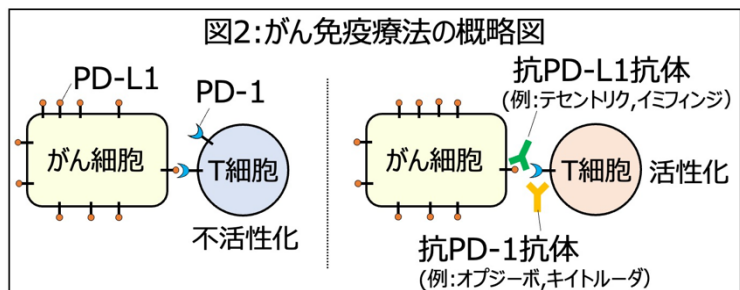 図2:がん免疫療法の概略図
PD-L1
PD-1
がん細胞
T細胞
不活性化
抗PD-L1抗体
(例:テセントリク,イミフィンジ)
がん細胞
T細胞
活性化
抗PD-1抗体
(例:オプジーボ,キイトルーダ)